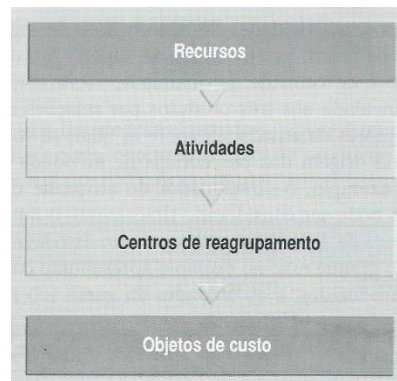 Recursos
Atividades
Centros de reagrupamento
Objetos de custo